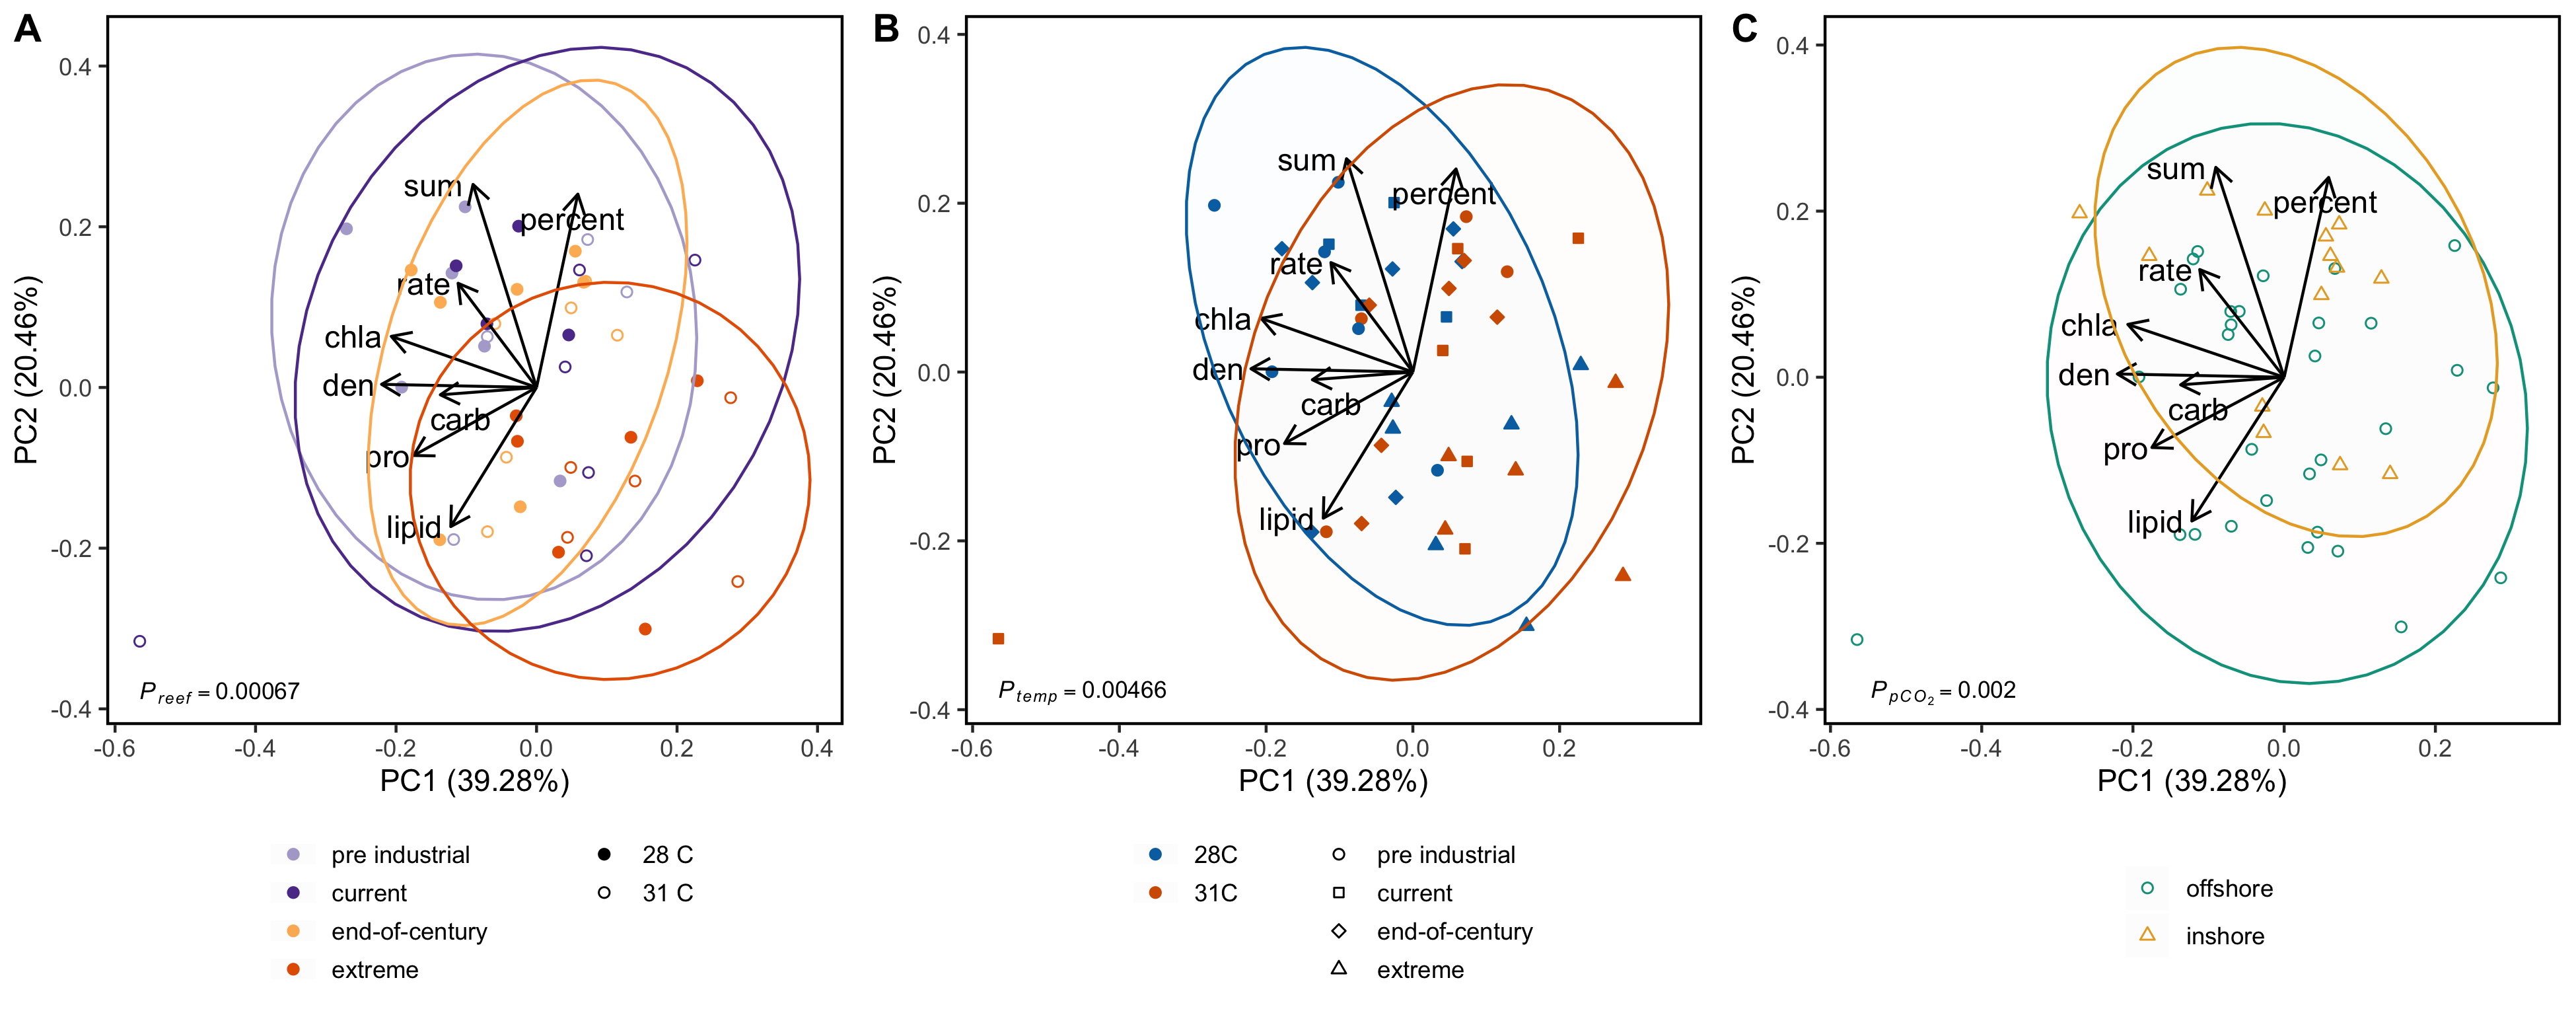 A
0.4
0.2
0.0
-0.2
-0.4
PC2 (20.46%)
sum
percent
rate
chla
den
carb
pro
lipid
P reef = 0.00067
-0.6 -0.4 -0.2 0.0 0.2 0.4
PC1 (39.28%)
pre industrial
current
end-of-century
extreme
28 C
31 C
B
0.4
0.2
0.0
-0.2
-0.4
PC2 (20.46%)
sum
percent
rate
chla
den
carb
pro
lipid
P temp = 0.00466
-0.6 -0.4 -0.2 0.0 0.2
PC1 (39.28%)
28C
31C
pre industrial
current
end-of-century
extreme
C
0.4
0.2
0.0
-0.2
-0.4
PC2 (20.46%)
sum
percent
rate
chla
den
carb
pro
lipid
P pCO2 = 0.002
-0.6 -0.4 -0.2 0.0 0.2
PC1 (39.28%)
offshore
inshore